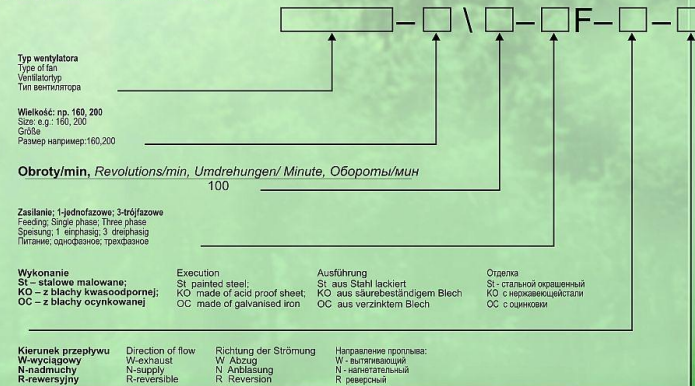 – \ – F– –
Typ wentylatora
Type of fan
Ventilatortyp
Тип вентилятора
Wielkość: np. 160, 200
Size: e.g.: 160, 200
Größe
Размер например:160,200
Obroty/min, Revolutions/min, Umdrehungen/ Minute, Обороты/мин
100
Zasilanie; 1-jednofazowe; 3-trójfazowe
Feeding; Single phase; Three phase
Speisung; 1 einphasig; 3 dreiphasig
Питание; однофазное; трехфазное
Wykonanie
St – stalowe malowane;
KO – z blachy kwasoodpornej;
OC – z blachy ocynkowanej
Execution
St painted steel;
KO made of acid proof sheet;
OC made of galvanised iron
Ausführung
St aus Stahl lackiert
KO aus säurebeständigem Blech
OC aus verzinktem Blech
Отделка
St - стальной окрашенный
КО с нержавеющейстали
ОС с оцинковки
Kierunek przepływu
W-wyciągowy
N-nadmuchy
R-rewersyjny
Direction of flow
W-exhaust
N-supply
R-reversible
Richtung der Strömung
W Abzug
N Anblasung
R Reversion
Направление проплыва:
W - вытягивающий
N - нагнетательный
R реверсный